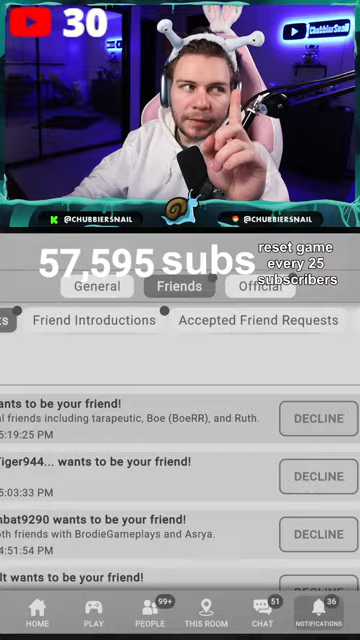 30
ChubbierSnail
@CHUBBIERSNAIL
@CHUBBIERSNAIL
57,595 subs
reset game
every 25
subscribers
General
Friends
Official
ts
Friend Introductions
Accepted Friend Requests
ants to be your friend!
al friends including tarapeutic, Boe (BoeRR), and Ruth.
5:19:25 PM
DECLINE
iger944... wants to be your friend!
5:03:33 PM
DECLINE
nbat9290 wants to be your friend!
oth friends with BrodieGameplays and Asrya.
4:51:54 PM
DECLINE
lt wants to be your friend!
99+
51
36
HOME
PLAY
PEOPLE
THIS ROOM
CHAT
NOTIFICATIONS